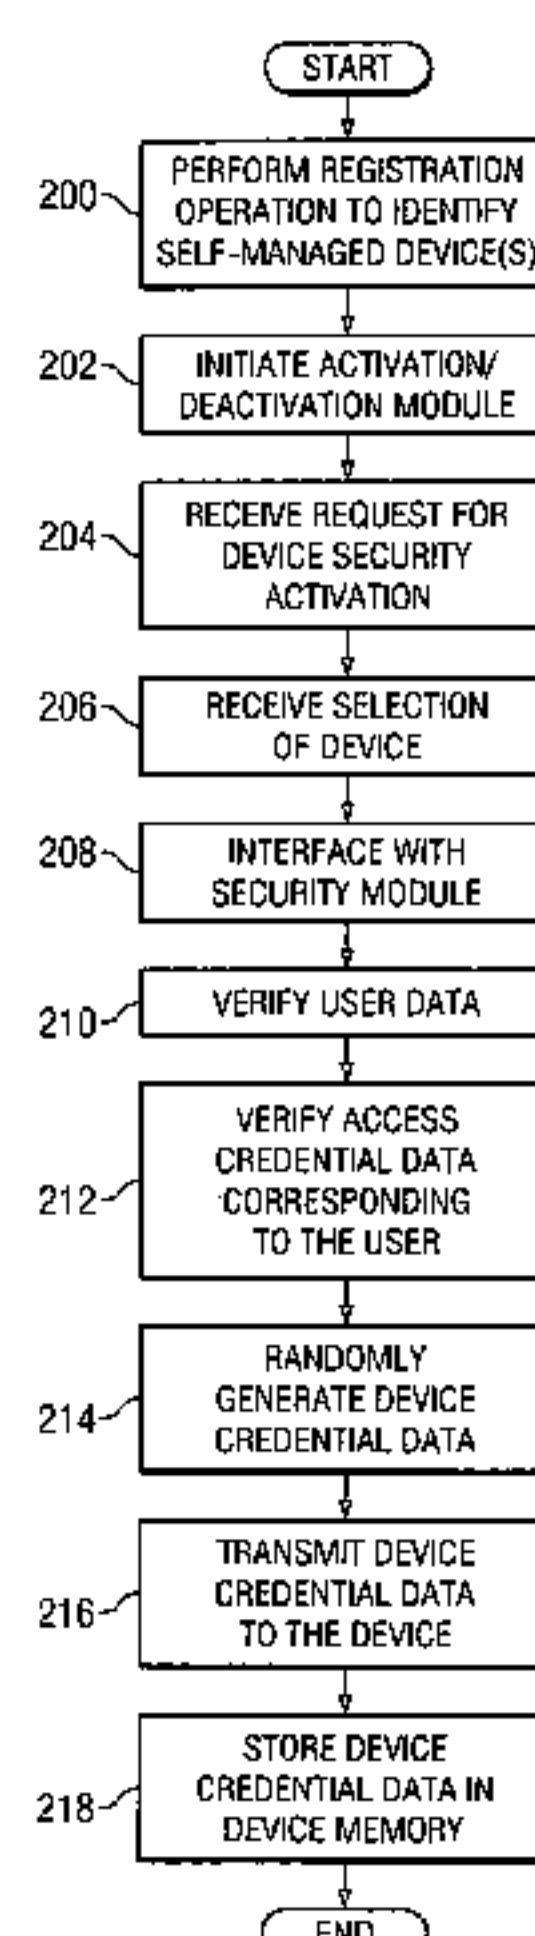 START
200
PERFORM REGISTRATION
OPERATION TO IDENTIFY
SELF-MANAGED DEVICE(S)
202
INITIATE ACTIVATION/
DEACTIVATION MODULE
204
RECEIVE REQUEST FOR
DEVICE SECURITY
ACTIVATION
206
RECEIVE SELECTION
OF DEVICE
208
INTERFACE WITH
SECURITY MODULE
210
VERIFY USER DATA
212
VERIFY ACCESS
CREDENTIAL DATA
CORRESPONDING
TO THE USER
214
RANDOMLY
GENERATE DEVICE
CREDENTIAL DATA
216
TRANSMIT DEVICE
CREDENTIAL DATA
TO THE DEVICE
218
STORE DEVICE
CREDENTIAL DATA IN
DEVICE MEMORY
END